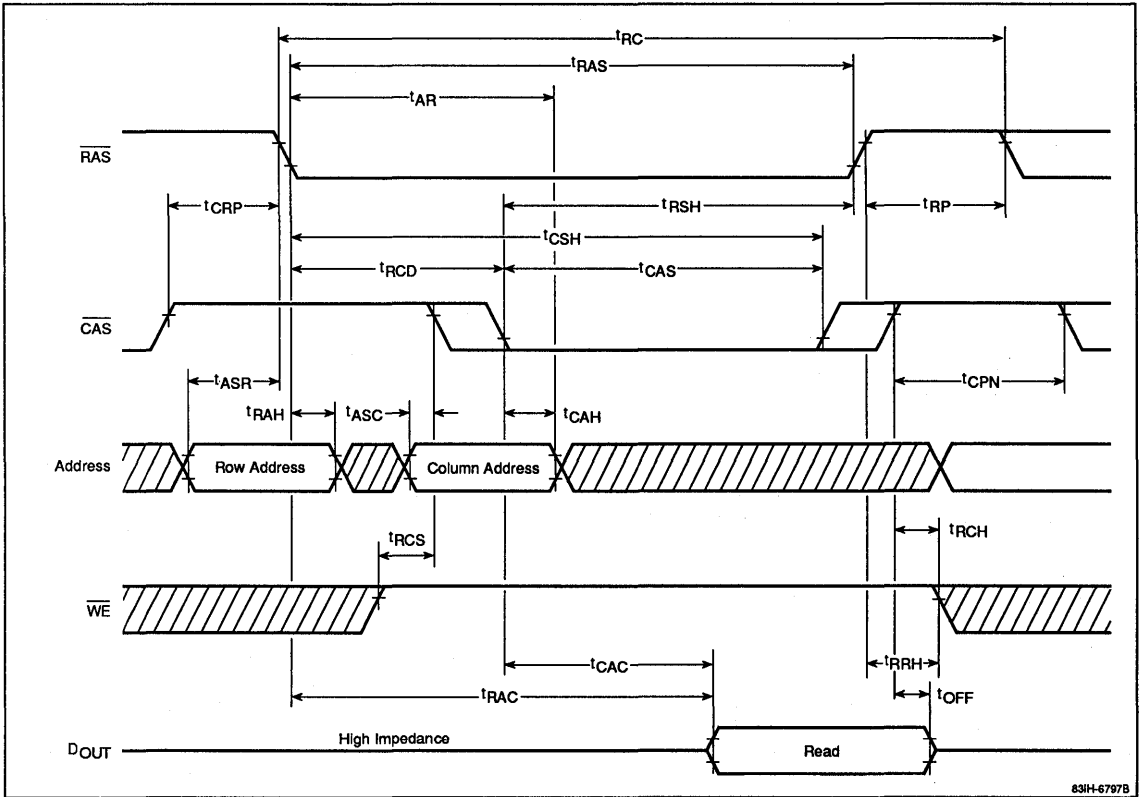 tRC
tRAS
tAR
RAS
tCRP
tRSH
tRP
tCSH
tRCD
tCAS
CAS
tASR
tCPN
tRAH
tASC
tCAH
Address
Row Address
Column Address
tRCS
tRCH
WE
tCAC
tRRH
tRAC
tOFF
High Impedance
DOUT
Read
83IH-6797B